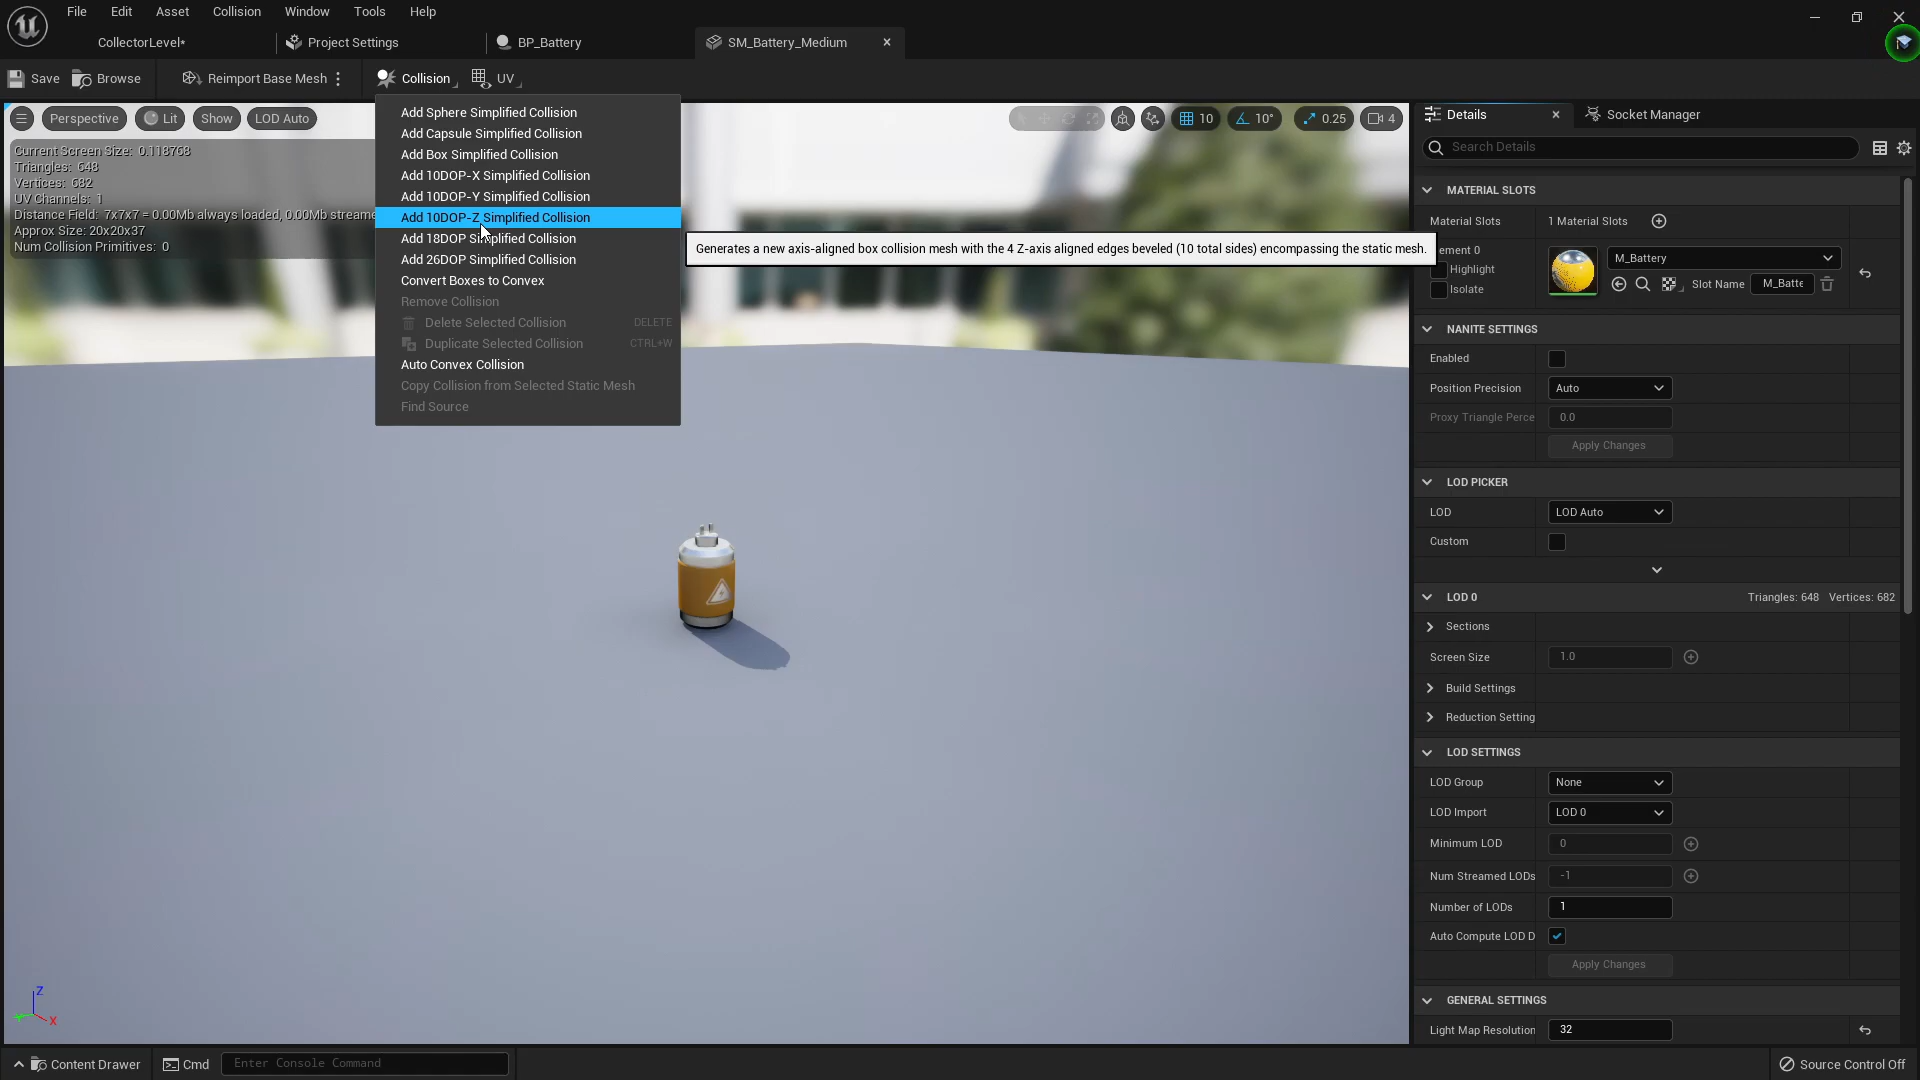 File Edit Asset Collision Window Tools Help
CollectorLevel* Project Settings BP_Battery SM_Battery_Medium
Save Browse Reimport Base Mesh Collision UV
Perspective Lit Show LOD Auto
10 10° 0.25 4
Current Screen Size: 0.118768
Triangles: 648
Vertices: 682
UV Channels: 1
Distance Field: 7x7x7 = 0.00Mb always loaded, 0.00Mb streame
Approx Size: 20x20x37
Num Collision Primitives: 0
Add Sphere Simplified Collision
Add Capsule Simplified Collision
Add Box Simplified Collision
Add 10DOP-X Simplified Collision
Add 10DOP-Y Simplified Collision
Add 10DOP-Z Simplified Collision
Add 18DOP Simplified Collision
Add 26DOP Simplified Collision
Convert Boxes to Convex
Remove Collision
Delete Selected Collision DELETE
Duplicate Selected Collision CTRL+W
Auto Convex Collision
Copy Collision from Selected Static Mesh
Find Source
Generates a new axis-aligned box collision mesh with the 4 Z-axis aligned edges beveled (10 total sides) encompassing the static mesh.
Details Socket Manager
Search Details
MATERIAL SLOTS
Material Slots 1 Material Slots
ement 0
Highlight
Isolate
M_Battery
Slot Name M_Batte
NANITE SETTINGS
Enabled
Position Precision Auto
Proxy Triangle Perce 0.0
Apply Changes
LOD PICKER
LOD LOD Auto
Custom
LOD 0 Triangles: 648 Vertices: 682
Sections
Screen Size 1.0
Build Settings
Reduction Setting
LOD SETTINGS
LOD Group None
LOD Import LOD 0
Minimum LOD 0
Num Streamed LODs -1
Number of LODs 1
Auto Compute LOD D
Apply Changes
GENERAL SETTINGS
Light Map Resolution 32
Z
X
Content Drawer Cmd Enter Console Command Source Control Off